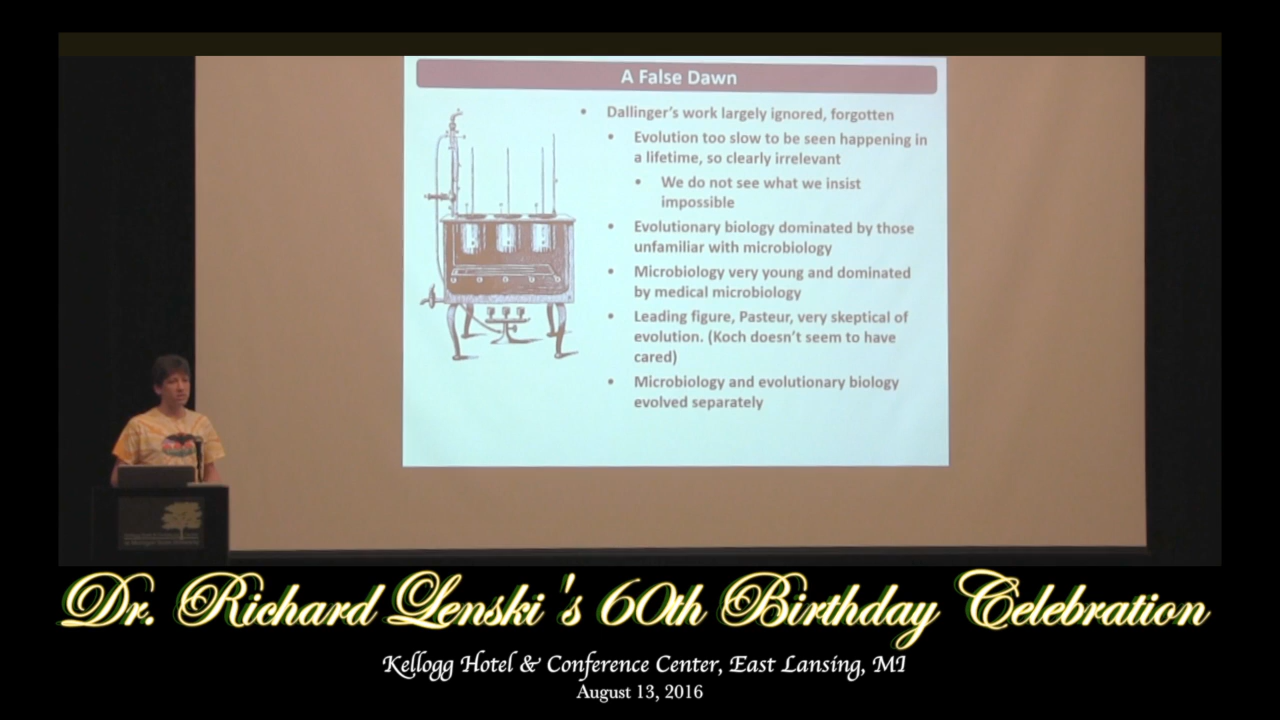 A False Dawn
• Dallinger's work largely ignored, forgotten
• Evolution too slow to be seen happening in
a lifetime, so clearly irrelevant
• We do not see what we insist
impossible
• Evolutionary biology dominated by those
unfamiliar with microbiology
• Microbiology very young and dominated
by medical microbiology
• Leading figure, Pasteur, very skeptical of
evolution. (Koch doesn't seem to have
cared)
• Microbiology and evolutionary biology
evolved separately
Dr. Richard Lenski's 60th Birthday Celebration
Kellogg Hotel & Conference Center, East Lansing, MI
August 13, 2016